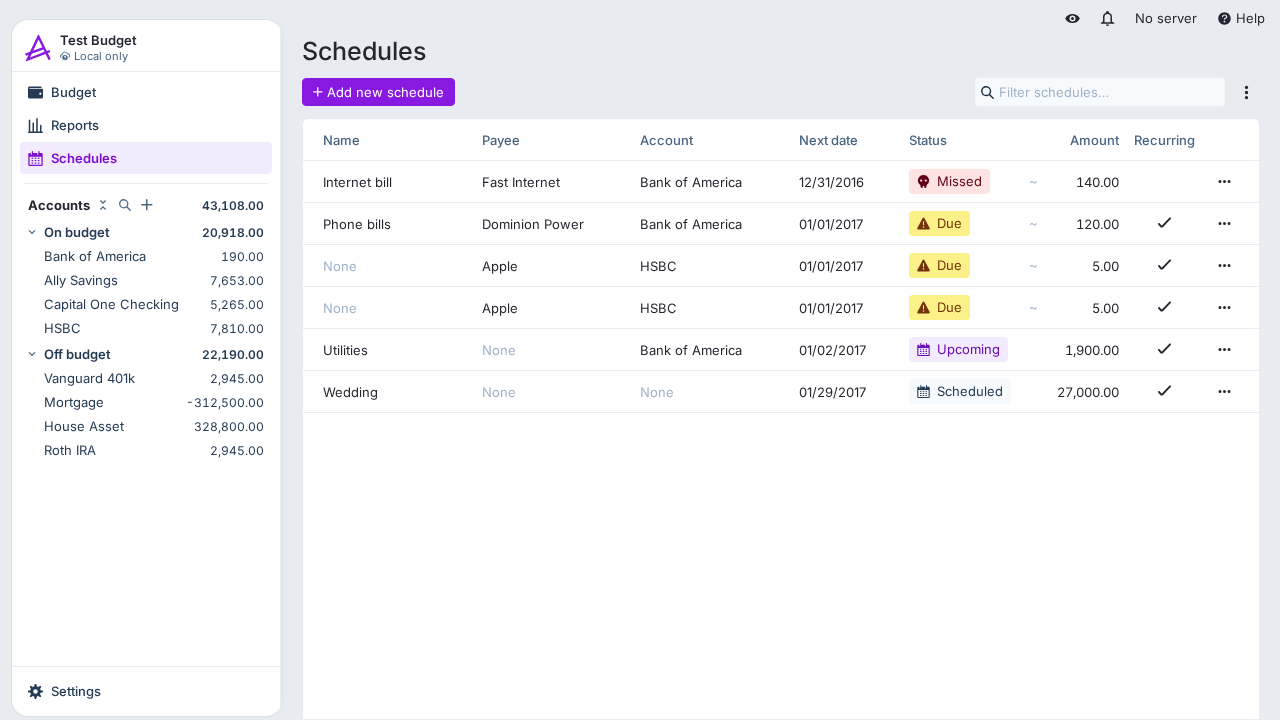 Test Budget
Local only
Budget
Reports
Schedules
Accounts 43,108.00
On budget 20,918.00
Bank of America 190.00
Ally Savings 7,653.00
Capital One Checking 5,265.00
HSBC 7,810.00
Off budget 22,190.00
Vanguard 401k 2,945.00
Mortgage -312,500.00
House Asset 328,800.00
Roth IRA 2,945.00
Settings
No server Help
Schedules
Add new schedule
Filter schedules...
Name Payee Account Next date Status Amount Recurring
Internet bill Fast Internet Bank of America 12/31/2016 Missed ~ 140.00
Phone bills Dominion Power Bank of America 01/01/2017 Due ~ 120.00
None Apple HSBC 01/01/2017 Due ~ 5.00
None Apple HSBC 01/01/2017 Due ~ 5.00
Utilities None Bank of America 01/02/2017 Upcoming 1,900.00
Wedding None None 01/29/2017 Scheduled 27,000.00